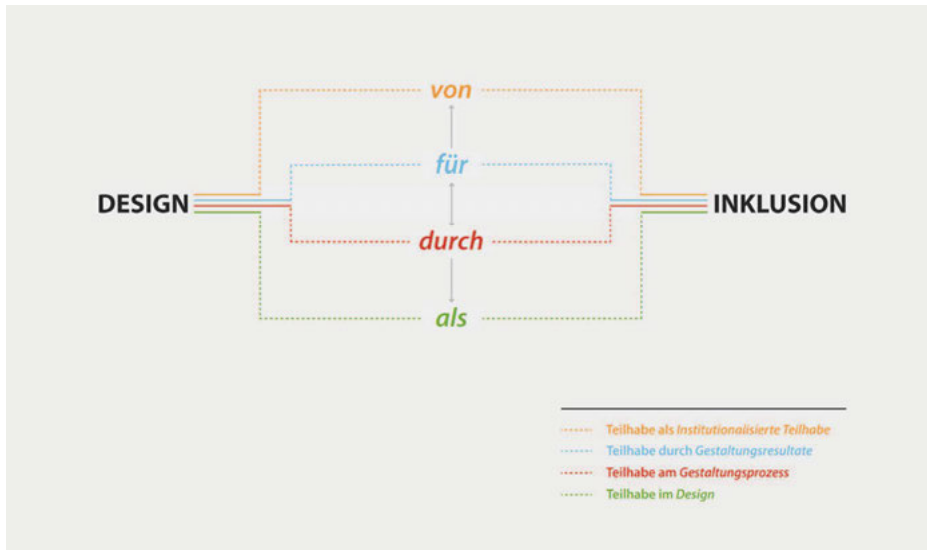 von
für
DESIGN INKLUSION
durch
als
Teilhabe als Institutionalisierte Teilhabe
Teilhabe durch Gestaltungsresultate
Teilhabe am Gestaltungsprozess
Teilhabe im Design